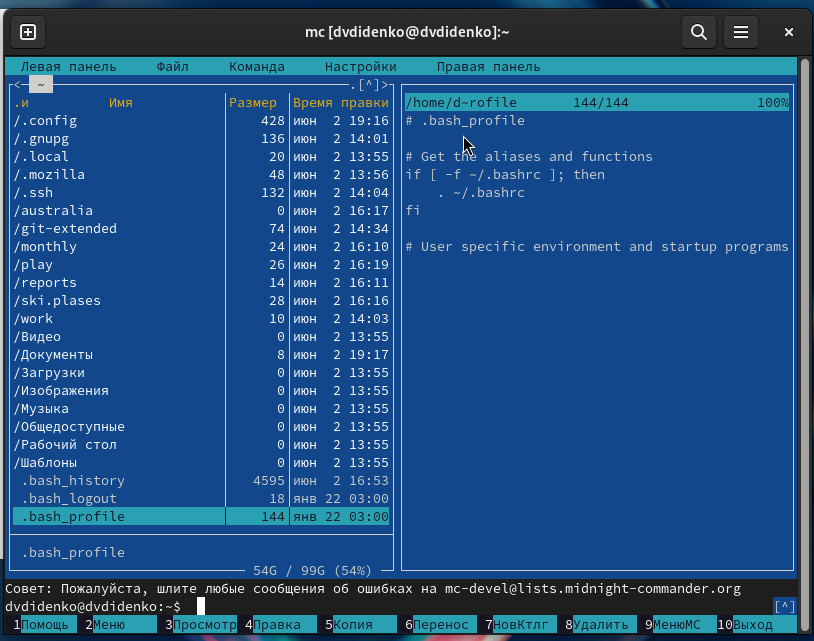 mc [dvdidenko@dvdidenko]:~
Левая панель Файл Команда Настройки Правая панель
<─ ~ .[^]>
.и Имя Размер Время правки
/.config 428 июн 2 19:16
/.gnupg 136 июн 2 14:01
/.local 20 июн 2 13:55
/.mozilla 48 июн 2 13:56
/.ssh 132 июн 2 14:04
/australia 0 июн 2 16:17
/git-extended 74 июн 2 14:34
/monthly 24 июн 2 16:10
/play 26 июн 2 16:19
/reports 14 июн 2 16:11
/ski.plases 28 июн 2 16:16
/work 10 июн 2 14:03
/Видео 0 июн 2 13:55
/Документы 8 июн 2 19:17
/Загрузки 0 июн 2 13:55
/Изображения 0 июн 2 13:55
/Музыка 0 июн 2 13:55
/Общедоступные 0 июн 2 13:55
/Рабочий стол 0 июн 2 13:55
/Шаблоны 0 июн 2 13:55
.bash_history 4595 июн 2 16:53
.bash_logout 18 янв 22 03:00
.bash_profile 144 янв 22 03:00
.bash_profile
54G / 99G (54%)
/home/d~rofile 144/144 100%
# .bash_profile
# Get the aliases and functions
if [ -f ~/.bashrc ]; then
. ~/.bashrc
fi
# User specific environment and startup programs
Совет: Пожалуйста, шлите любые сообщения об ошибках на mc-devel@lists.midnight-commander.org
dvdidenko@dvdidenko:~$ [^]
1Помощь 2Меню 3Просмотр 4Правка 5Копия 6Перенос 7НовКтлг 8Удалить 9МенюМС 10Выход